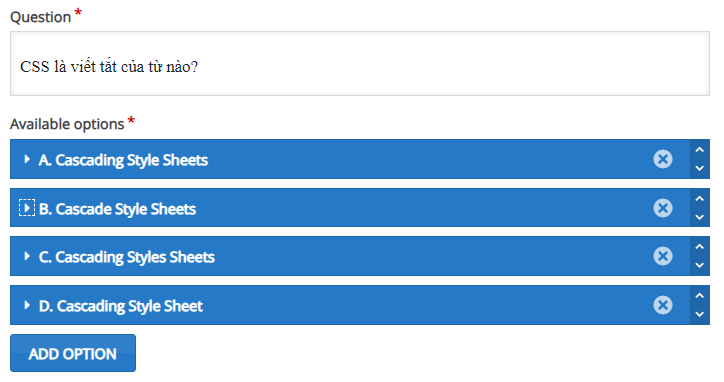 Question *
CSS là viết tắt của từ nào?
Available options *
A. Cascading Style Sheets
B. Cascade Style Sheets
C. Cascading Styles Sheets
D. Cascading Style Sheet
ADD OPTION